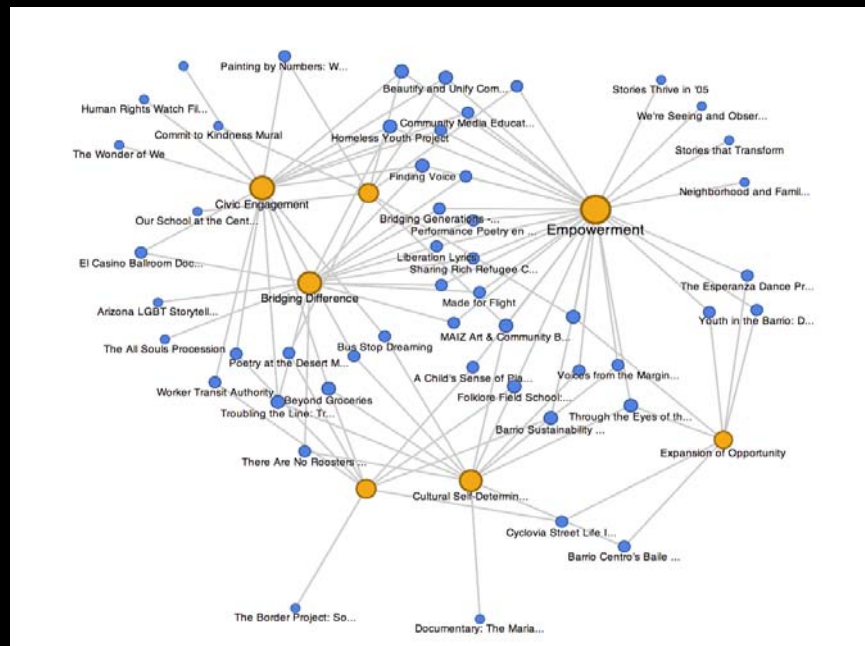 Painting by Numbers: W...
Beautify and Unify Com...
Stories Thrive in '05
Human Rights Watch Fil...
We're Seeing and Obser...
Commit to Kindness Mural
Community Media Educat...
Homeless Youth Project
Stories that Transform
The Wonder of We
Finding Voice
Neighborhood and Famil...
Civic Engagement
Our School at the Cent...
Bridging Generations -...
Performance Poetry en ...
Empowerment
El Casino Ballroom Doc...
Liberation Lyrics
Sharing Rich Refugee C...
The Esperanza Dance Pr...
Bridging Difference
Made for Flight
Arizona LGBT Storytell...
Youth in the Barrio: D...
MAIZ Art & Community B...
The All Souls Procession
Bus Stop Dreaming
Poetry at the Desert M...
A Child's Sense of Pla...
Voices from the Margin...
Worker Transit Authority
Beyond Groceries
Folklore Field School:...
Troubling the Line: Tr...
Through the Eyes of th...
Barrio Sustainability ...
Expansion of Opportunity
There Are No Roosters ...
Cultural Self-Determin...
Cyclovia Street Life I...
Barrio Centro's Baile ...
The Border Project: So...
Documentary: The Maria...